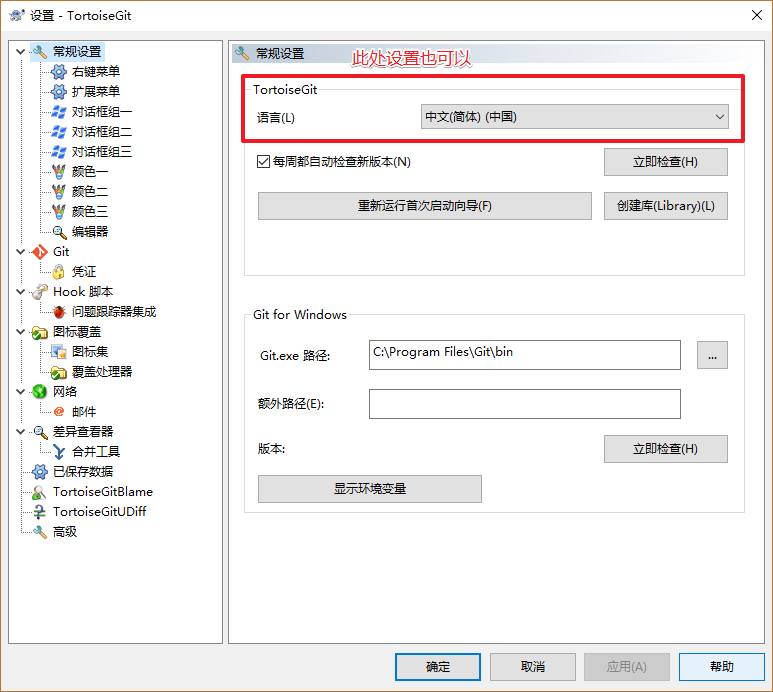 设置 - TortoiseGit
常规设置
右键菜单
扩展菜单
对话框组一
对话框组二
对话框组三
颜色一
颜色二
颜色三
编辑器
Git
凭证
Hook 脚本
问题跟踪器集成
图标覆盖
图标集
覆盖处理器
网络
邮件
差异查看器
合并工具
已保存数据
TortoiseGitBlame
TortoiseGitUDiff
高级
常规设置
此处设置也可以
TortoiseGit
语言(L)
中文(简体) (中国)
每周都自动检查新版本(N)
立即检查(H)
重新运行首次启动向导(F)
创建库(Library)(L)
Git for Windows
Git.exe 路径:
C:\Program Files\Git\bin
...
额外路径(E):
版本:
立即检查(H)
显示环境变量
确定
取消
应用(A)
帮助